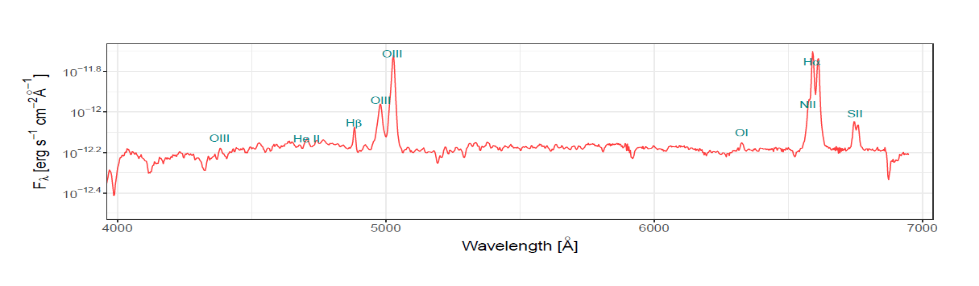 OIII
Hα
10^−11.8
OIII
NII
10^−12
Hβ
SII
OIII
He II
OI
10^−12.2
10^−12.4
F_λ [erg s^−1 cm^−2 Å^−1]
4000 5000 6000 7000
Wavelength [Å]